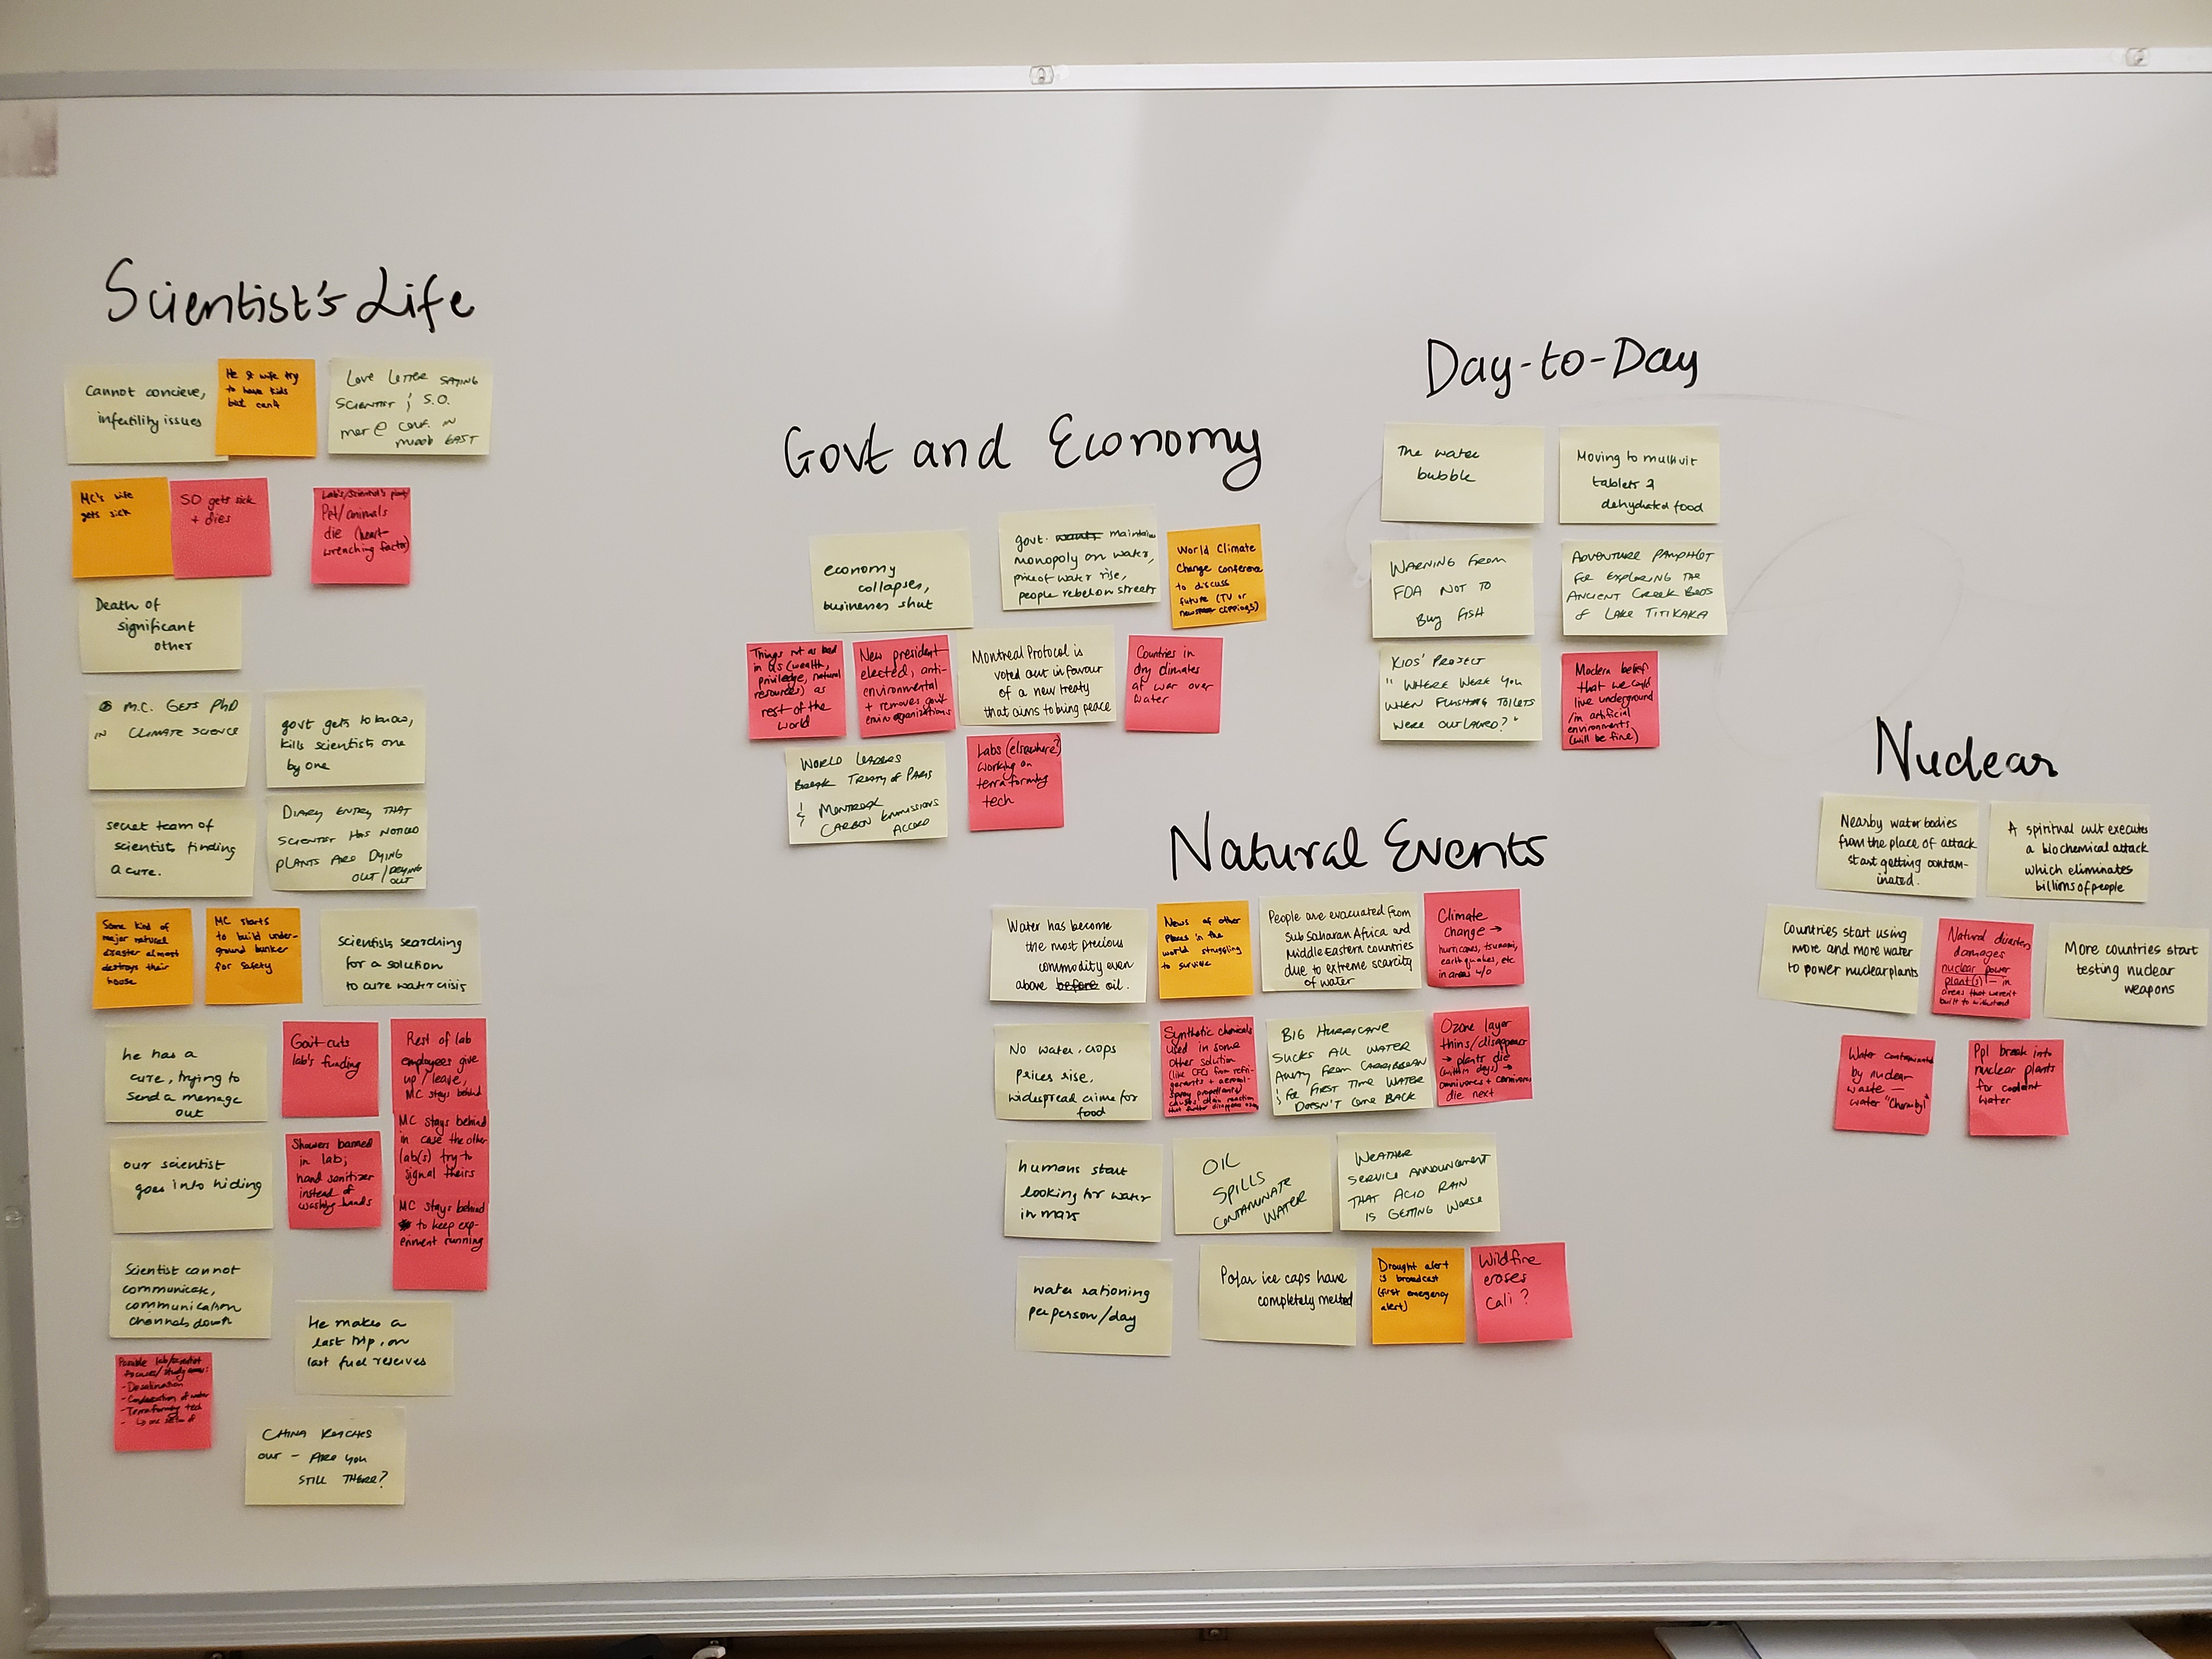 Scientist's Life
Cannot concieve,
infertility issues
He & wife try
to have kids
but can't
Love Letter saying
scientist & S.O.
met @ conf. in
middle east
MC's wife
gets sick
SO gets sick
+ dies
Lab's/Scientist's plants/
Pet/animals
die (heart-
wrenching factor)
Death of
significant
other
M.C. gets PhD
in climate science
govt gets to know,
kills scientists one
by one
secret team of
scientists finding
a cure.
Diary entry that
scientist has noticed
plants are dying
out/drying
out
Some kind of
major natural
disaster almost
destroys their
house
MC starts
to build under-
ground bunker
for safety
scientists searching
for a solution
to cure water crisis
he has a
cure, trying to
send a message
out
Gov't cuts
lab's funding
Rest of lab
employees give
up/leave,
MC stays behind
MC stays behind
in case the other
lab(s) try to
signal theirs
MC stays behind
to keep exp-
eriment running
our scientist
goes into hiding
Showers banned
in lab;
hand sanitizer
instead of
washing hands
Scientist cannot
communicate,
communication
channels down
He makes a
last trip, on
last fuel reserves
Possible lab/scientist
focuses/study areas:
- Desalination
- Condensation of water
- Terraforming tech
China reaches
out - Are you
still there?
Govt and Economy
economy
collapses,
businesses shut
govt. wants maintains
monopoly on water,
price of water rise,
people rebel on streets
World Climate
Change conference
to discuss
future (TV or
newspaper clippings)
Things not as bad
in US (wealth,
privilege, natural
resources) as
rest of the
world
New president
elected, anti-
environmental
+ removes gov't
enviro organizations
Montreal Protocol is
voted out in favour
of a new treaty
that aims to bring peace
Countries in
dry climates
at war over
water
World leaders
break Treaty of Paris
& Montreal
Carbon Emissions
Accord
Labs (elsewhere?)
working on
terraforming
tech
Day-to-Day
The water
bubble
Moving to multivit
tablets &
dehydrated food
Warning from
FDA not to
buy fish
Adventure pamphlet
for exploring the
ancient creek beds
of Lake Titikaka
Kids' Project
"Where were you
when flushing toilets
were outlawed?"
Modern belief
that we could
live underground
/in artificial
environments
(will be fine)
Natural Events
Water has become
the most precious
commodity even
above before oil.
News of other
places in the
world struggling
to survive
People are evacuated from
Sub Saharan Africa and
Middle Eastern countries
due to extreme scarcity
of water
Climate
change →
hurricanes, tsunamis,
earthquakes, etc
in areas w/o
No water, crops
prices rise,
widespread crime for
food
Synthetic chemicals
used in some
other solution
(like CFCs from refri-
gerants + aerosol-
spray propellants)
causes chain reaction
that further disappears ozone
Big hurricane
sucks all water
away from Carribbean
& for first time water
doesn't come back
Ozone layer
thins/disappears
→ plants die
(within days) →
omnivores + carnivores
die next
humans start
looking for water
in mars
Oil
spills
contaminate
water
Weather
service announcement
that acid rain
is getting worse
water rationing
per person/day
Polar ice caps have
completely melted
Drought alert
is broadcast
(first emergency
alert)
Wildfire
erases
Cali?
Nuclear
Nearby water bodies
from the place of attack
start getting contam-
inated.
A spiritual cult executes
a biochemical attack
which eliminates
billions of people
Countries start using
more and more water
to power nuclear plants
Natural disasters
damages
nuclear power
plant(s) — in
areas that weren't
built to withstand
More countries start
testing nuclear
weapons
Water contaminated
by nuclear
waste —
water "Chernobyl"
Ppl break into
nuclear plants
for coolant
water